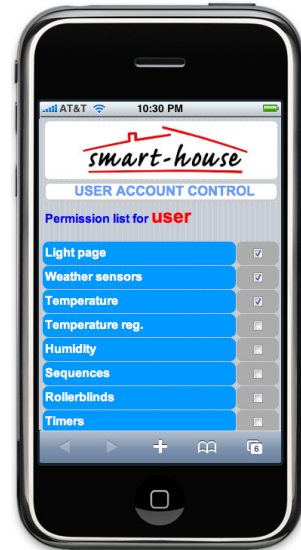 AT&T 10:30 PM
smart-house
USER ACCOUNT CONTROL
Permission list for user
Light page
Weather sensors
Temperature
Temperature reg.
Humidity
Sequences
Rollerblinds
Timers
6